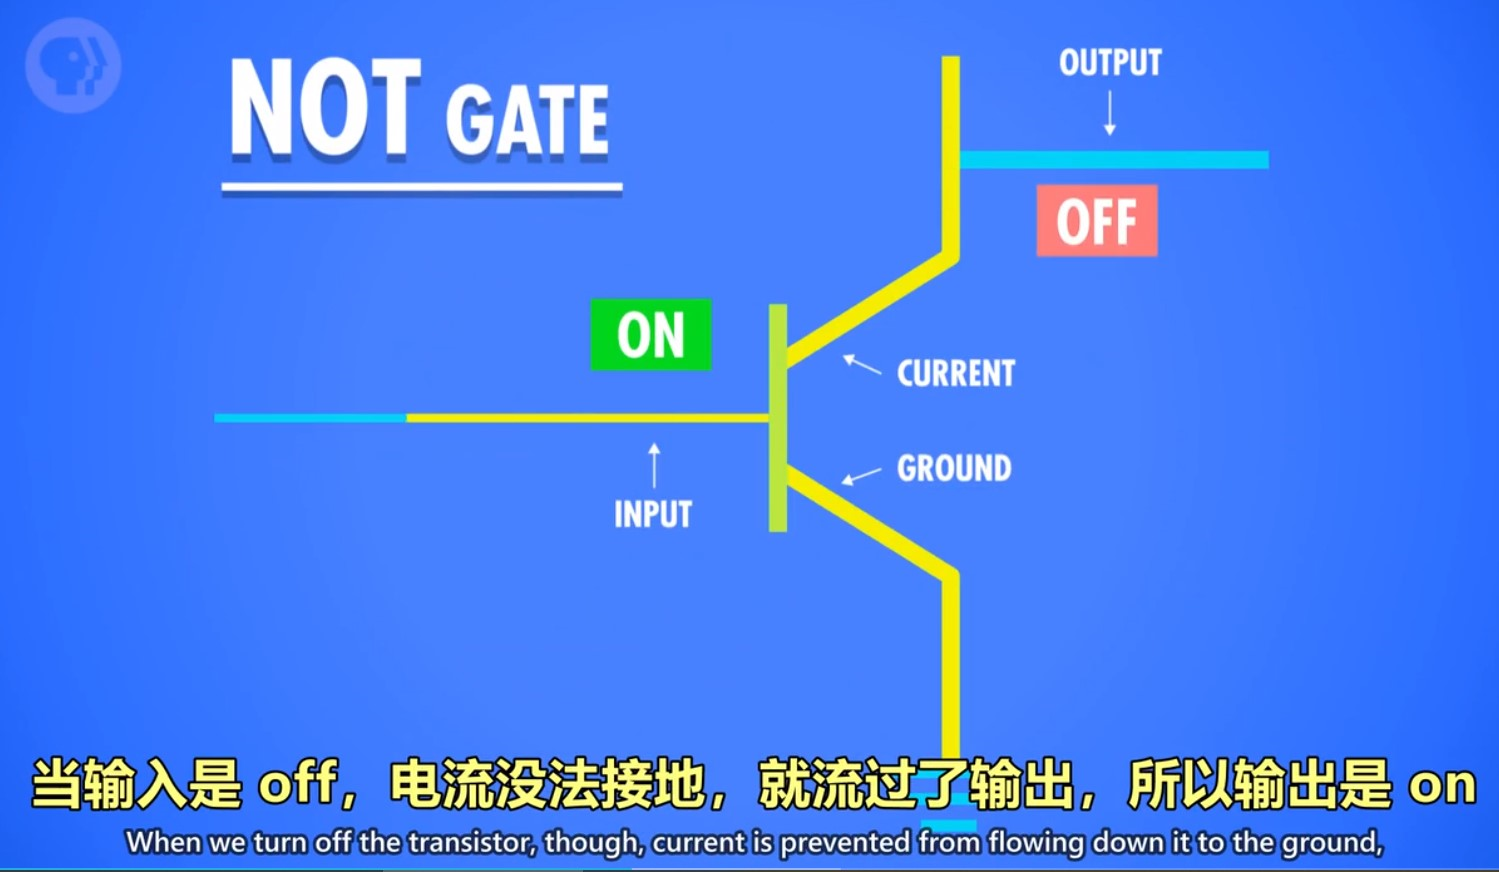 NOT GATE
OUTPUT
OFF
ON
CURRENT
GROUND
INPUT
当输入是 off，电流没法接地，就流过了输出，所以输出是 on
When we turn off the transistor, though, current is prevented from flowing down it to the ground,